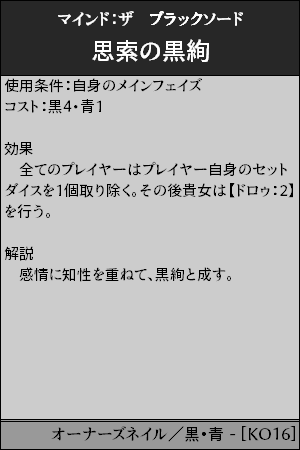 マインド：ザ　ブラックソード
思索の黒絢
使用条件：自身のメインフェイズ
コスト：黒4・青1
効果
　全てのプレイヤーはプレイヤー自身のセット
ダイスを1個取り除く。その後貴女は【ドロゥ：2】
を行う。
解説
　感情に知性を重ねて、黒絢と成す。
オーナーズネイル／黒・青 - [KO16]